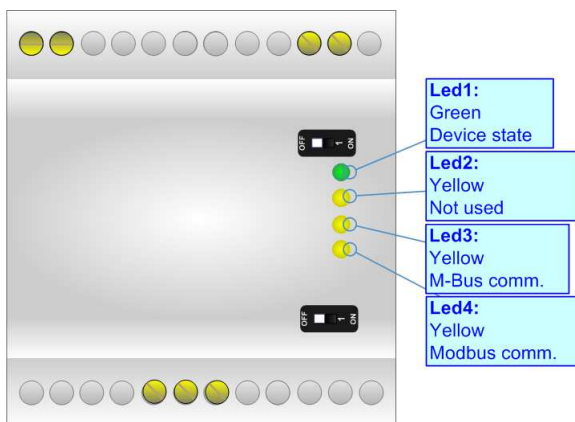 OFF 1 ON
Led1:
Green
Device state
Led2:
Yellow
Not used
Led3:
Yellow
M-Bus comm.
Led4:
Yellow
Modbus comm.
OFF 1 ON